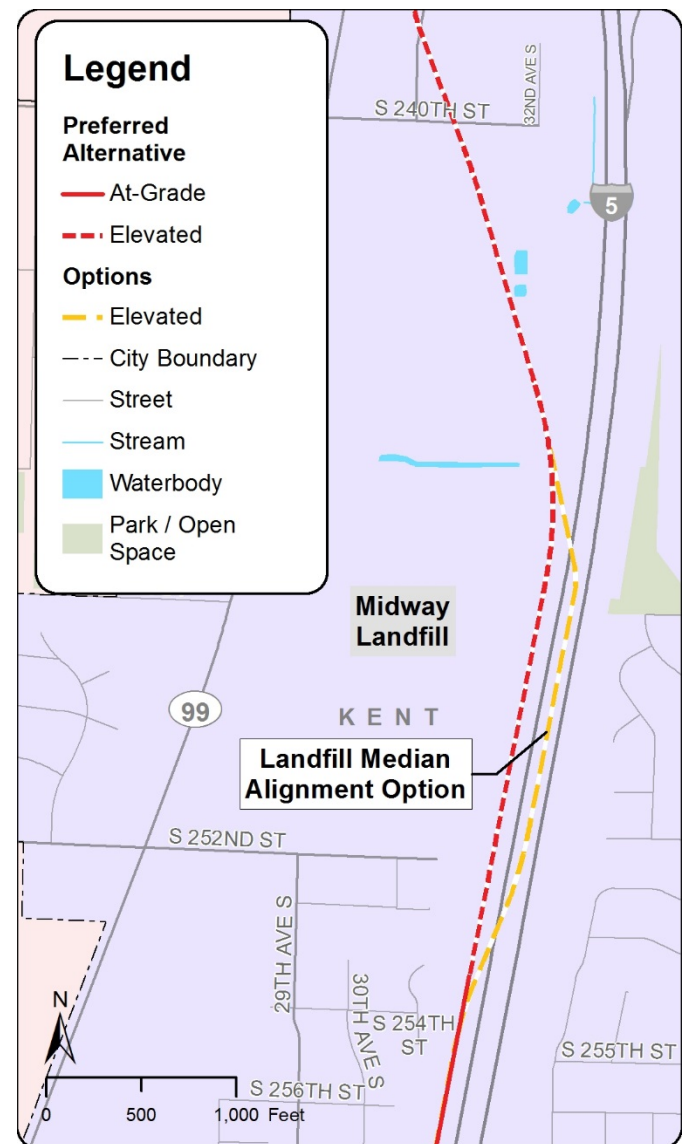 Legend
Preferred
Alternative
At-Grade
Elevated
Options
Elevated
City Boundary
Street
Stream
Waterbody
Park / Open
Space
S 240TH ST
32ND AVE S
5
Midway
Landfill
99
KENT
Landfill Median
Alignment Option
S 252ND ST
29TH AVE S
30TH AVE S
S 254TH
ST
S 255TH ST
S 256TH ST
N
0 500 1,000 Feet